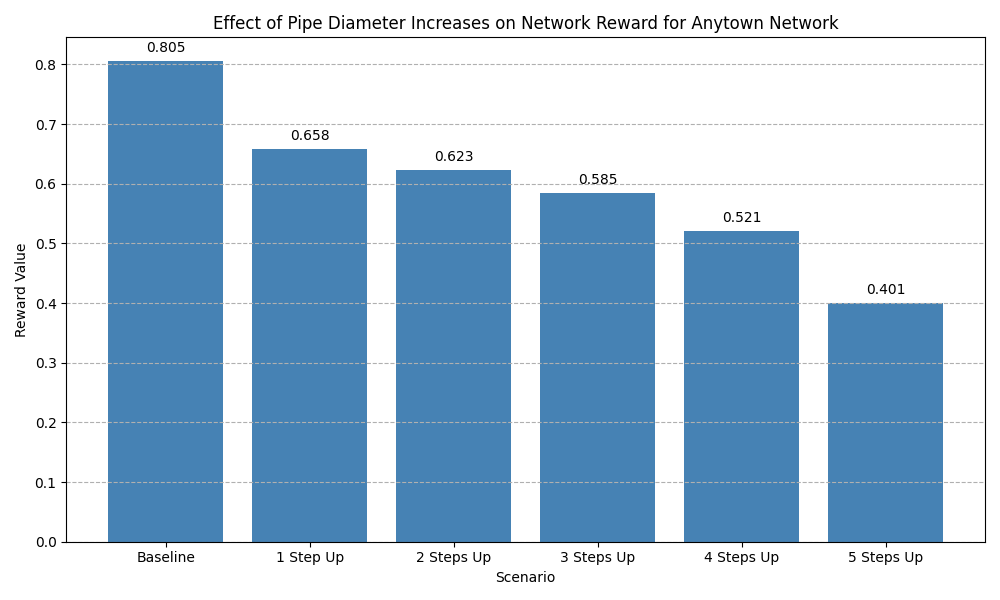 Effect of Pipe Diameter Increases on Network Reward for Anytown Network
0.805
0.658
0.623
0.585
0.521
0.401
0.8
0.7
0.6
0.5
0.4
0.3
0.2
0.1
0.0
Reward Value
Baseline
1 Step Up
2 Steps Up
3 Steps Up
4 Steps Up
5 Steps Up
Scenario